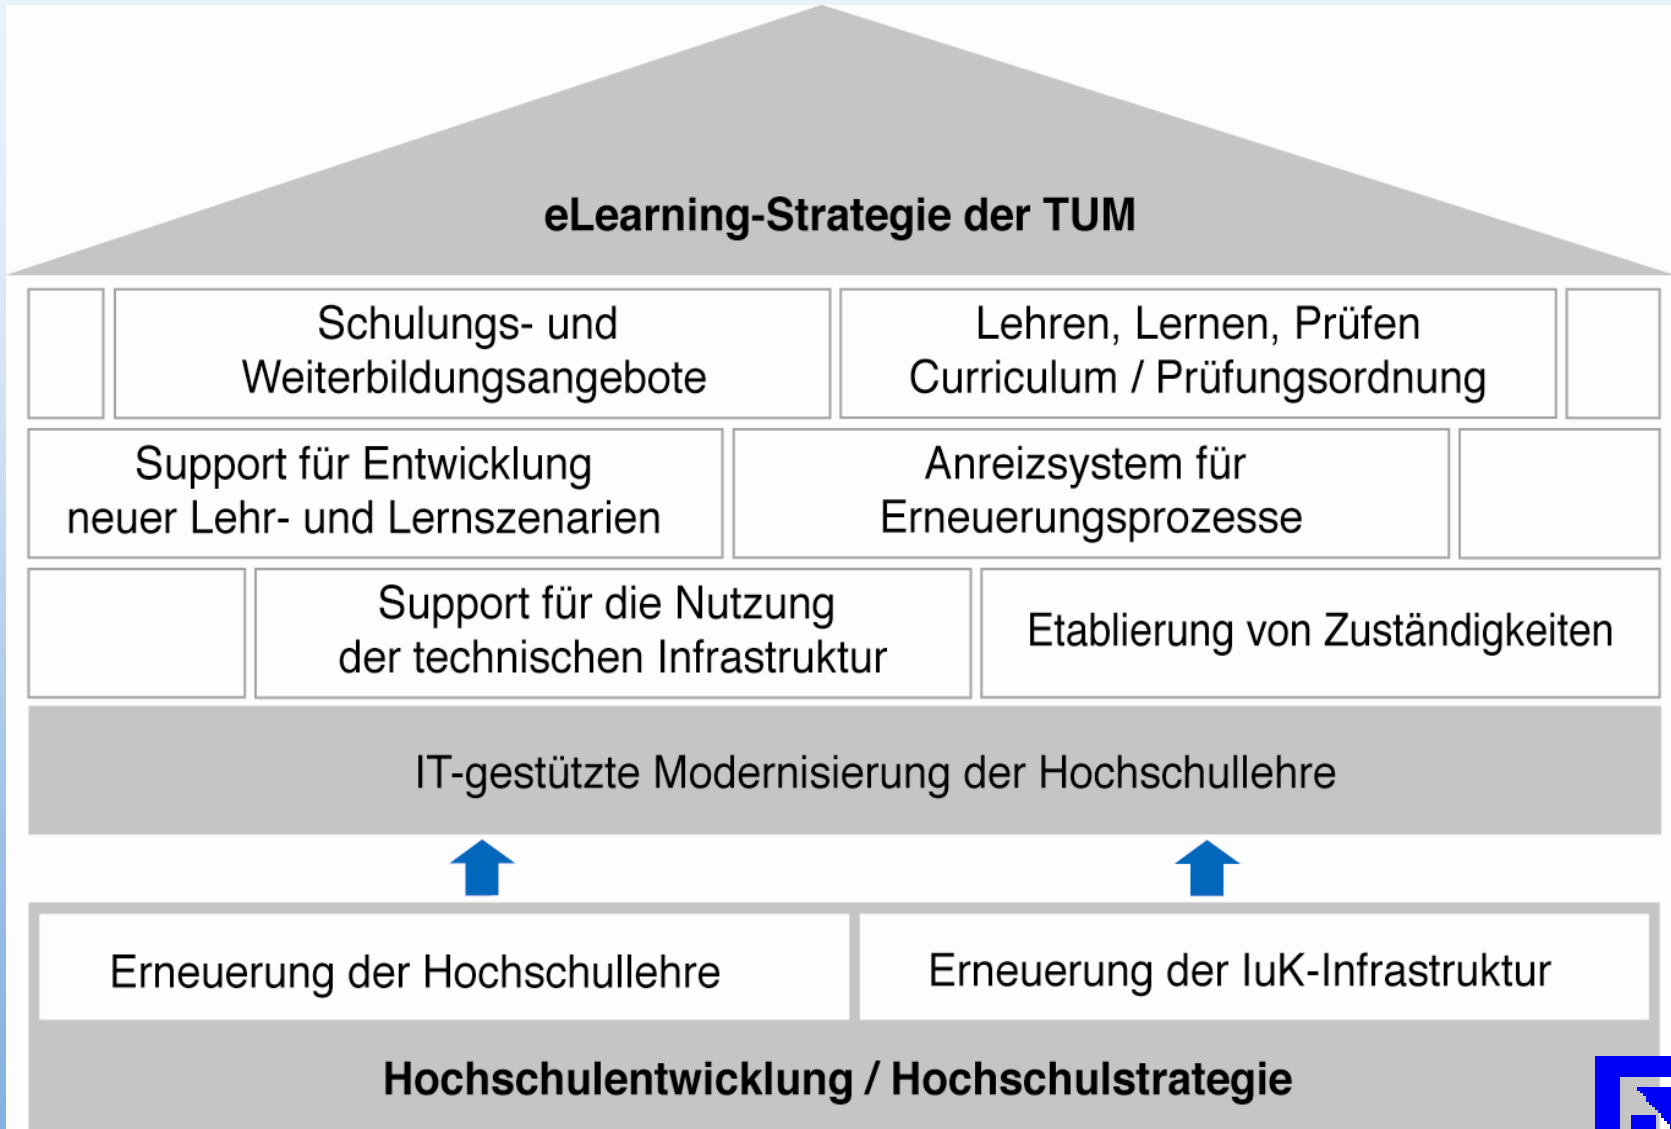 eLearning-Strategie der TUM
Schulungs- und
Weiterbildungsangebote
Lehren, Lernen, Prüfen
Curriculum / Prüfungsordnung
Support für Entwicklung
neuer Lehr- und Lernszenarien
Anreizsystem für
Erneuerungsprozesse
Support für die Nutzung
der technischen Infrastruktur
Etablierung von Zuständigkeiten
IT-gestützte Modernisierung der Hochschullehre
Erneuerung der Hochschullehre
Erneuerung der IuK-Infrastruktur
Hochschulentwicklung / Hochschulstrategie